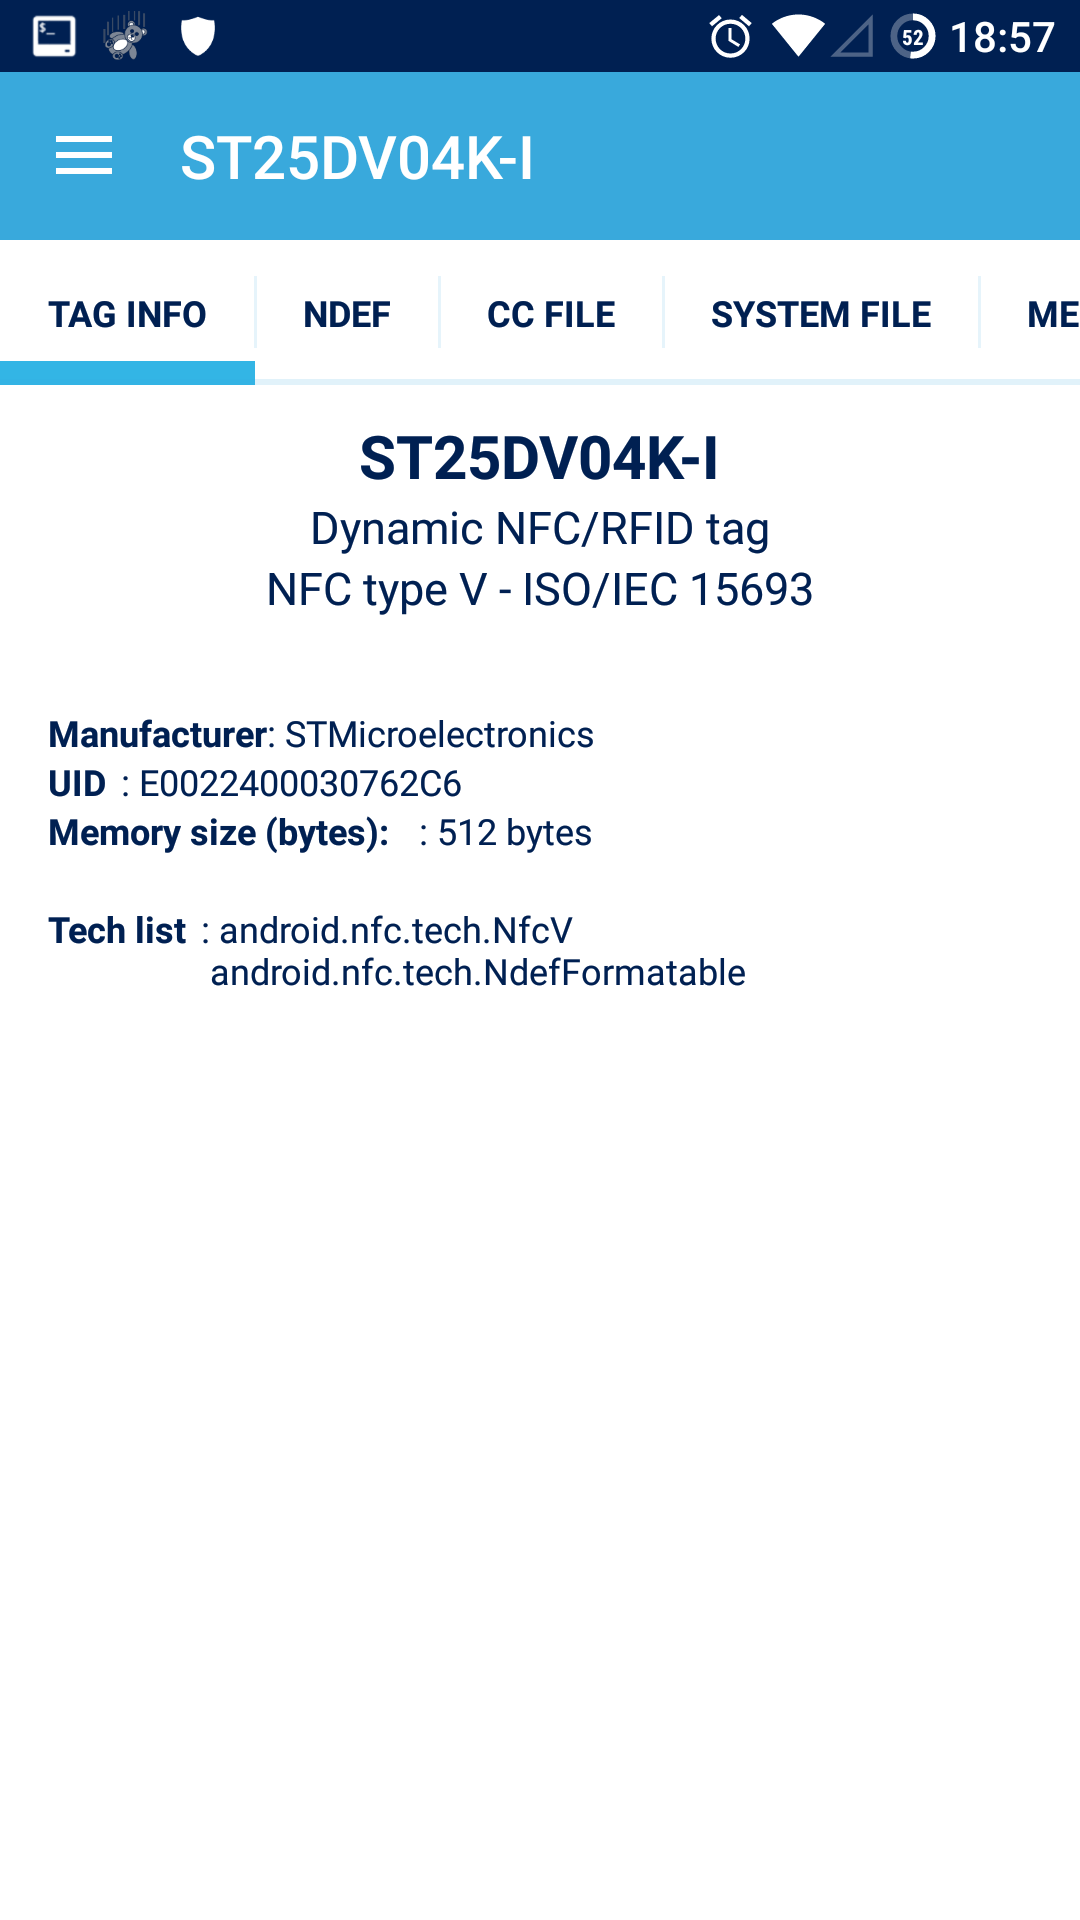 52 18:57
ST25DV04K-I
TAG INFO NDEF CC FILE SYSTEM FILE ME
ST25DV04K-I
Dynamic NFC/RFID tag
NFC type V - ISO/IEC 15693
Manufacturer: STMicroelectronics
UID : E0022400030762C6
Memory size (bytes): : 512 bytes
Tech list : android.nfc.tech.NfcV
android.nfc.tech.NdefFormatable